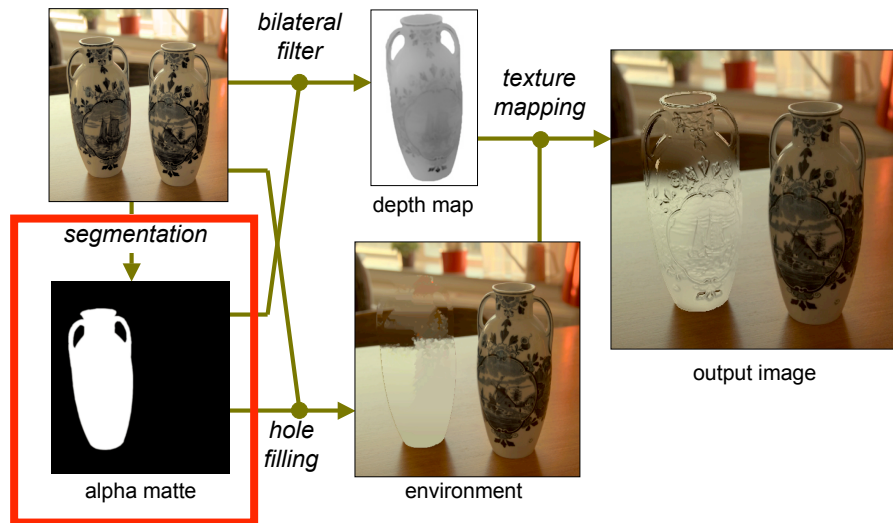 bilateral
filter
texture
mapping
depth map
segmentation
output image
hole
filling
alpha matte
environment